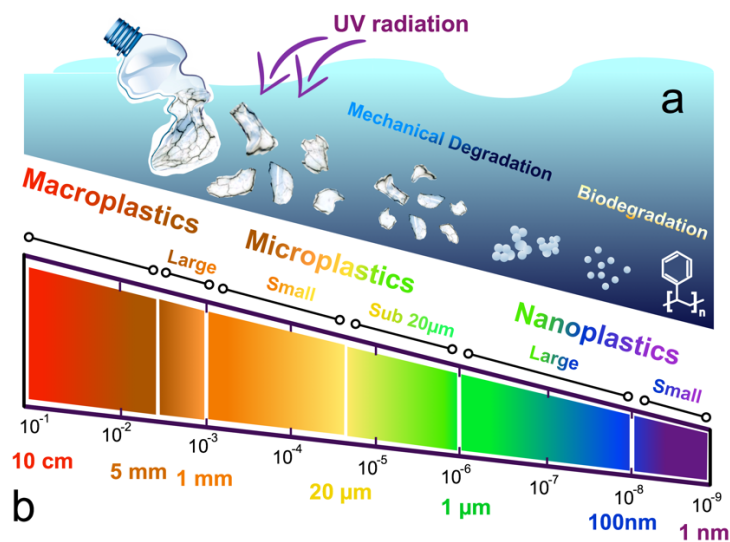 UV radiation
a
Mechanical Degradation
Biodegradation
Macroplastics
Microplastics
Nanoplastics
Large
Small
Sub 20µm
Large
Small
[ ]n
10⁻¹ 10⁻² 10⁻³ 10⁻⁴ 10⁻⁵ 10⁻⁶ 10⁻⁷ 10⁻⁸ 10⁻⁹
10 cm 5 mm 1 mm 20 µm 1 µm 100nm 1 nm
b